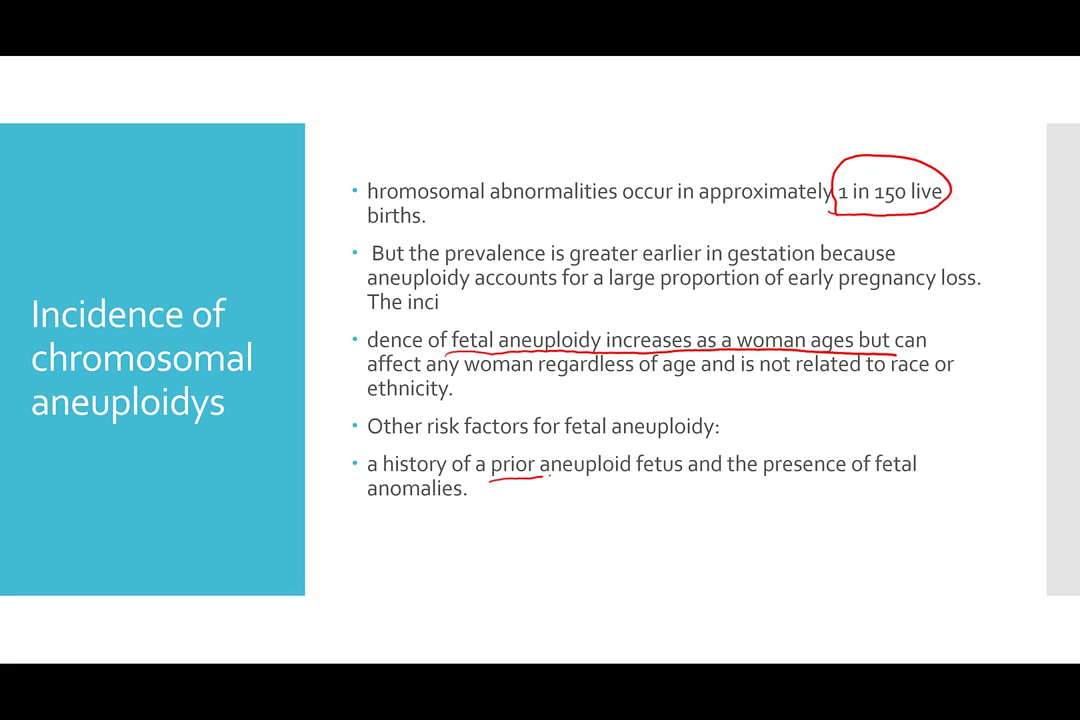 Incidence of
chromosomal
aneuploidys
• hromosomal abnormalities occur in approximately 1 in 150 live
births.
• But the prevalence is greater earlier in gestation because
aneuploidy accounts for a large proportion of early pregnancy loss.
The inci
• dence of fetal aneuploidy increases as a woman ages but can
affect any woman regardless of age and is not related to race or
ethnicity.
• Other risk factors for fetal aneuploidy:
• a history of a prior aneuploid fetus and the presence of fetal
anomalies.